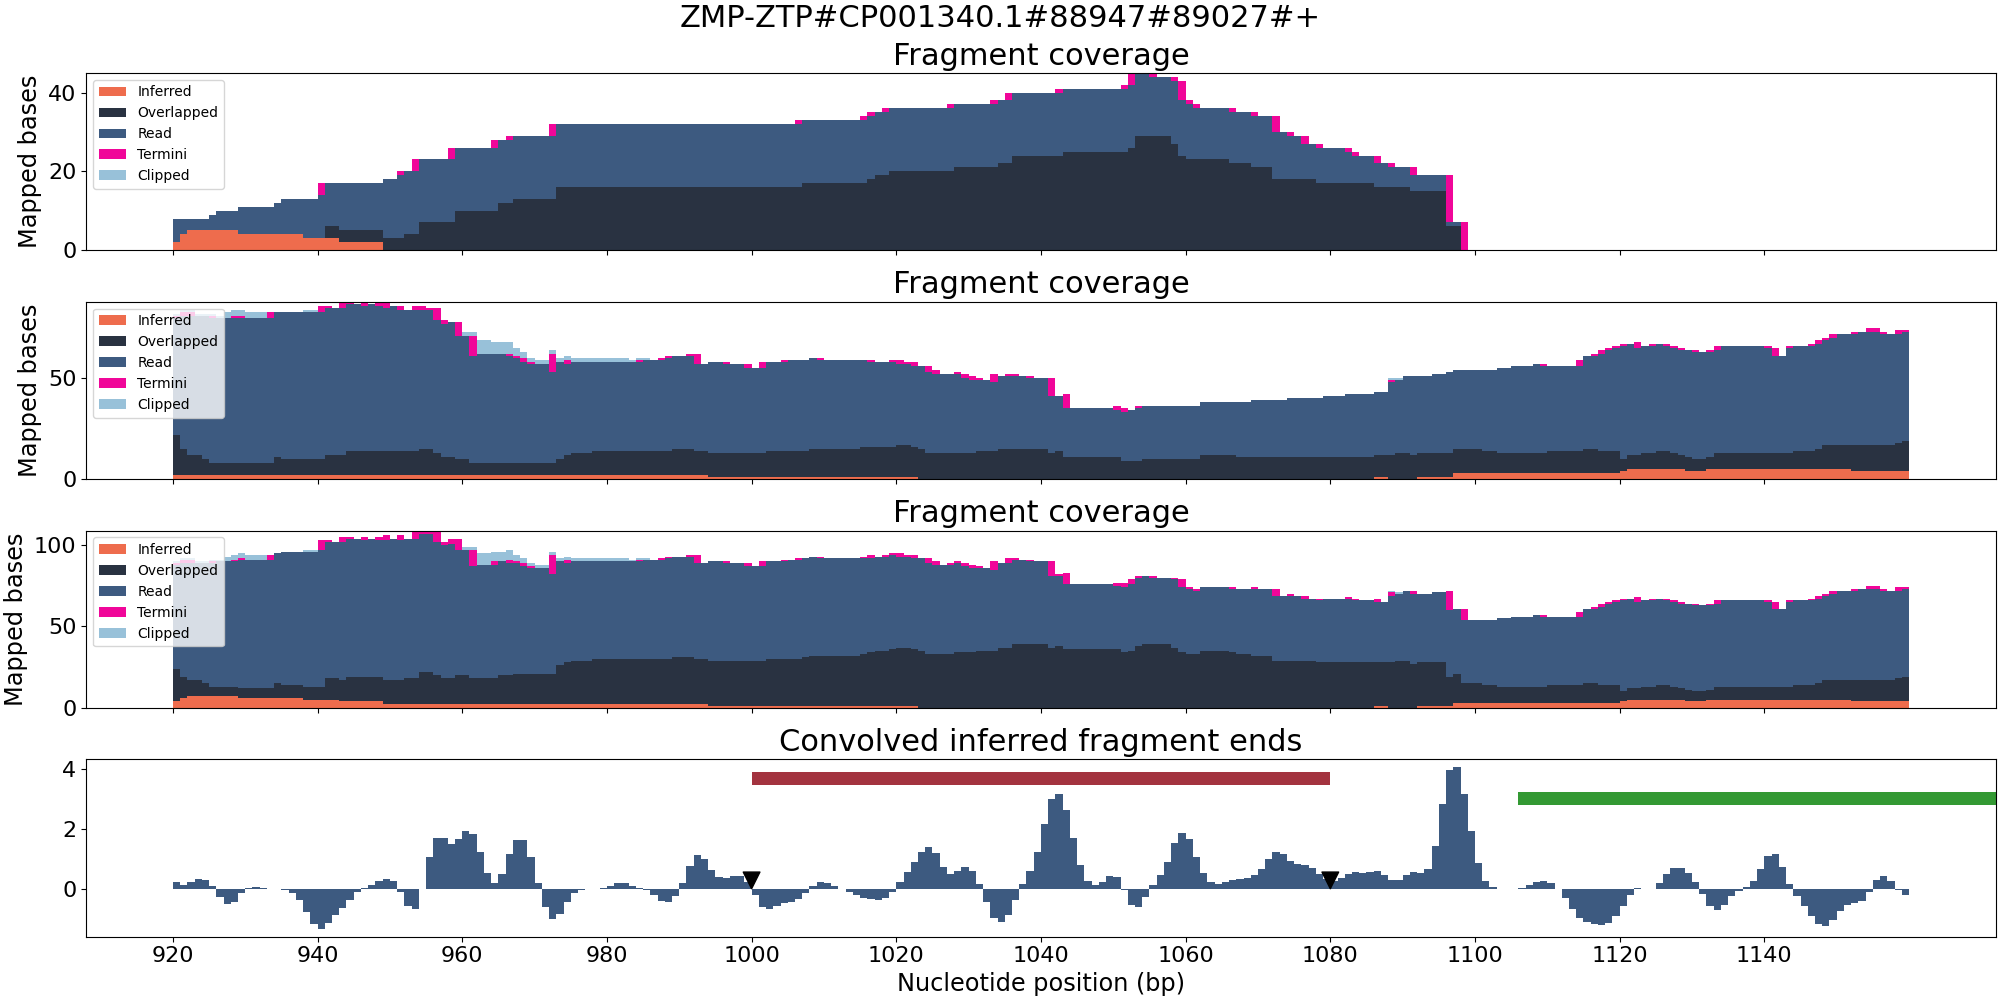 ZMP-ZTP#CP001340.1#88947#89027#+
Fragment coverage
Mapped bases
40
20
0
Inferred
Overlapped
Read
Termini
Clipped
Fragment coverage
Mapped bases
50
0
Inferred
Overlapped
Read
Termini
Clipped
Fragment coverage
Mapped bases
100
50
0
Inferred
Overlapped
Read
Termini
Clipped
Convolved inferred fragment ends
4
2
0
920 940 960 980 1000 1020 1040 1060 1080 1100 1120 1140
Nucleotide position (bp)